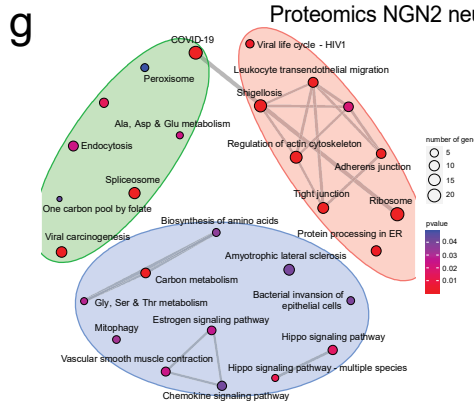 g
Proteomics NGN2 neu
COVID-19
Viral life cycle - HIV1
Peroxisome
Leukocyte transendothelial migration
Shigellosis
Ala, Asp & Glu metabolism
Endocytosis
Regulation of actin cytoskeleton
Adherens junction
Spliceosome
One carbon pool by folate
Tight junction
Ribosome
Biosynthesis of amino acids
Viral carcinogenesis
Protein processing in ER
Amyotrophic lateral sclerosis
Carbon metabolism
Gly, Ser & Thr metabolism
Bacterial invansion of
epithelial cells
Mitophagy
Estrogen signaling pathway
Hippo signaling pathway
Vascular smooth muscle contraction
Hippo signaling pathway - multiple species
Chemokine signaling pathway
number of gen
5
10
15
20
pvalue
0.04
0.03
0.02
0.01